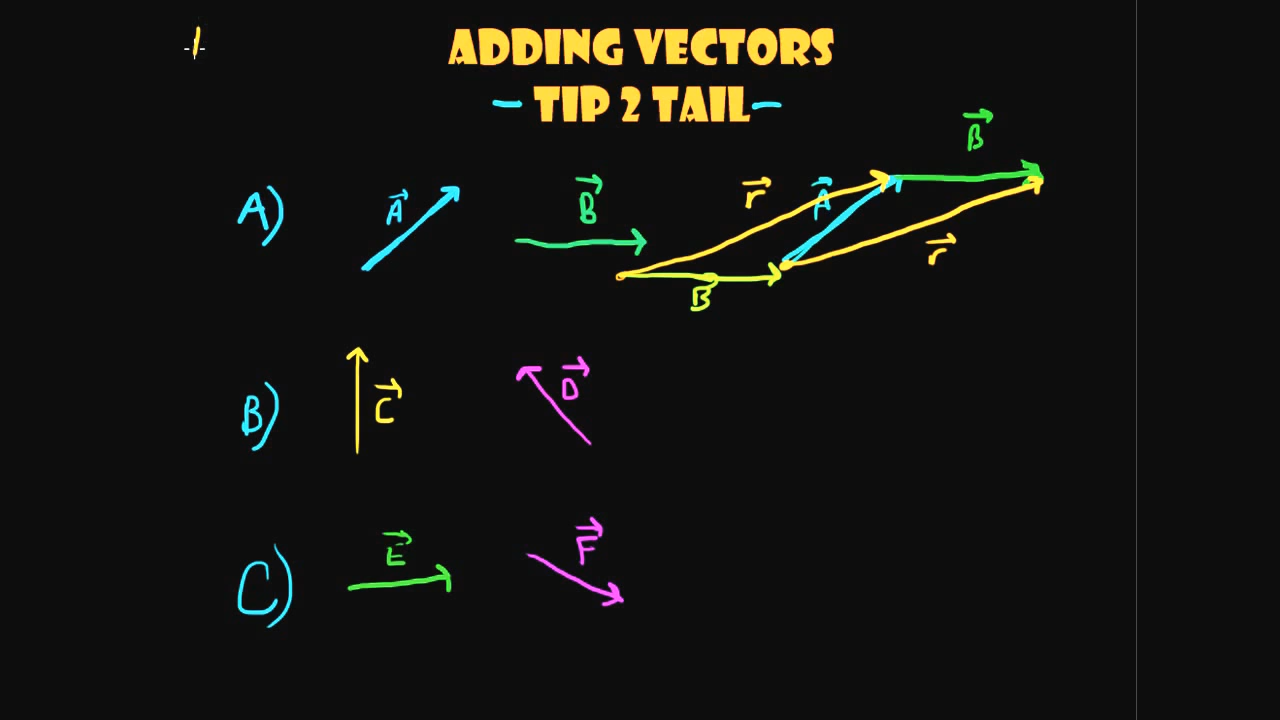 ADDING VECTORS
- TIP 2 TAIL -
A) A⃗ B⃗ r⃗ A⃗ B⃗
B r⃗
B) C⃗ D⃗
C) E⃗ F⃗